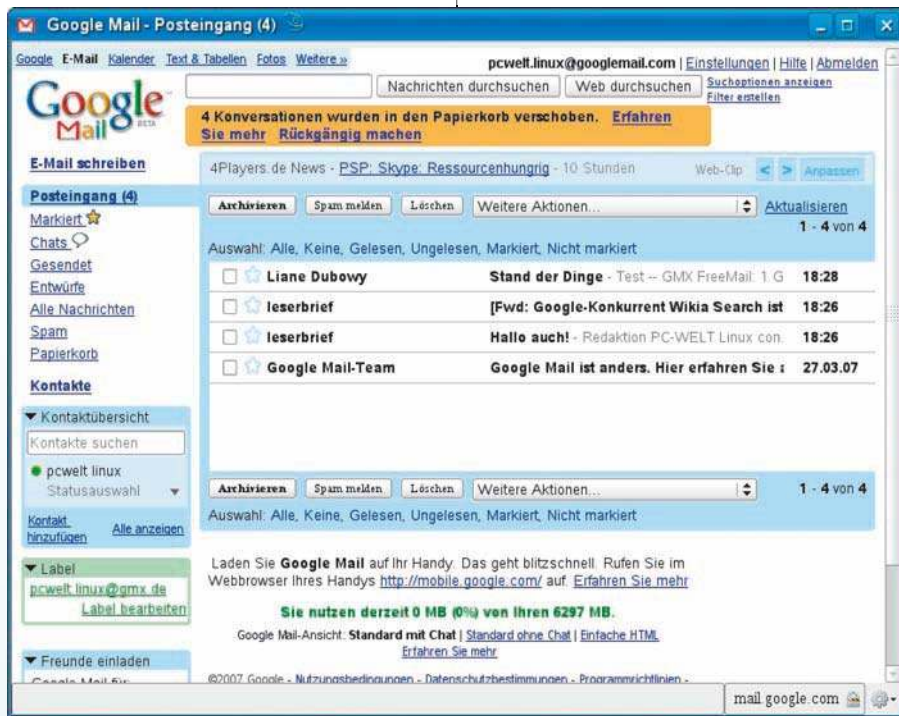 Google Mail - Posteingang (4)
Google E-Mail Kalender Text & Tabellen Fotos Weitere »
pcwelt.linux@googlemail.com | Einstellungen | Hilfe | Abmelden
Google Mail BETA
Nachrichten durchsuchen Web durchsuchen Suchoptionen anzeigen
Filter erstellen
4 Konversationen wurden in den Papierkorb verschoben. Erfahren
Sie mehr Rückgängig machen
E-Mail schreiben
Posteingang (4)
Markiert
Chats
Gesendet
Entwürfe
Alle Nachrichten
Spam
Papierkorb
Kontakte
Kontaktübersicht
Kontakte suchen
pcwelt linux
Statusauswahl
Kontakt
hinzufügen
Alle anzeigen
Label
pcwelt.linux@gmx.de
Label bearbeiten
Freunde einladen
Google Mail für
4Players.de News - PSP: Skype: Ressourcenhungrig - 10 Stunden Web-Clip < > Anpassen
Archivieren Spam melden Löschen Weitere Aktionen... Aktualisieren
1 - 4 von 4
Auswahl: Alle, Keine, Gelesen, Ungelesen, Markiert, Nicht markiert
Liane Dubowy Stand der Dinge - Test -- GMX FreeMail: 1 G 18:28
leserbrief [Fwd: Google-Konkurrent Wikia Search ist 18:26
leserbrief Hallo auch! - Redaktion PC-WELT Linux con. 18:26
Google Mail-Team Google Mail ist anders. Hier erfahren Sie 27.03.07
Archivieren Spam melden Löschen Weitere Aktionen... 1 - 4 von 4
Auswahl: Alle, Keine, Gelesen, Ungelesen, Markiert, Nicht markiert
Laden Sie Google Mail auf Ihr Handy. Das geht blitzschnell. Rufen Sie im
Webbrowser Ihres Handys http://mobile.google.com/ auf. Erfahren Sie mehr
Sie nutzen derzeit 0 MB (0%) von Ihren 6297 MB.
Google Mail-Ansicht: Standard mit Chat | Standard ohne Chat | Einfache HTML
Erfahren Sie mehr
©2007 Google - Nutzungsbedingungen - Datenschutzbestimmungen - Programmrichtlinien -
mail.google.com